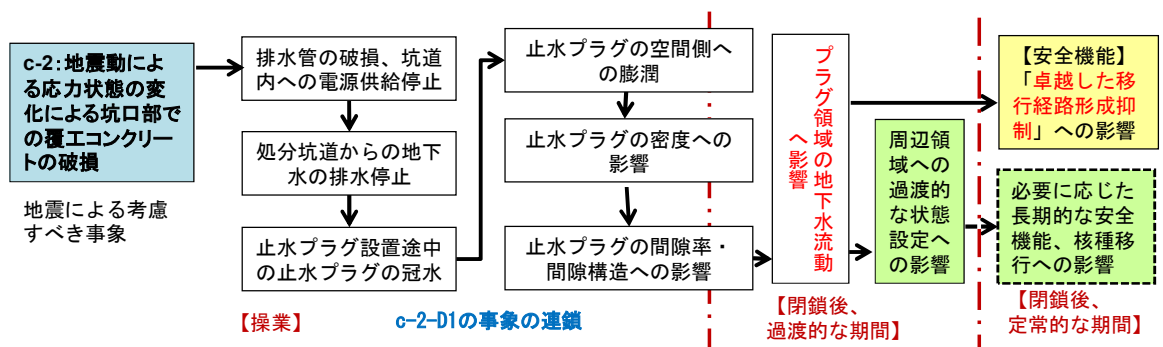 c-2:地震動によ
る応力状態の変
化による坑口部で
の覆工コンクリー
トの破損
地震による考慮
すべき事象
排水管の破損、坑道
内への電源供給停止
処分坑道からの地下
水の排水停止
止水プラグ設置途中
の止水プラグの冠水
【操業】
c-2-D1の事象の連鎖
止水プラグの空間側へ
の膨潤
止水プラグの密度への
影響
止水プラグの間隙率・
間隙構造への影響
プラグ領域の地下水流動
へ影響
周辺領
域への
過渡的
な状態
設定へ
の影響
【閉鎖後、
過渡的な期間】
【安全機能】
「卓越した移
行経路形成抑
制」への影響
必要に応じた
長期的な安全
機能、核種移
行への影響
【閉鎖後、
定常的な期間】